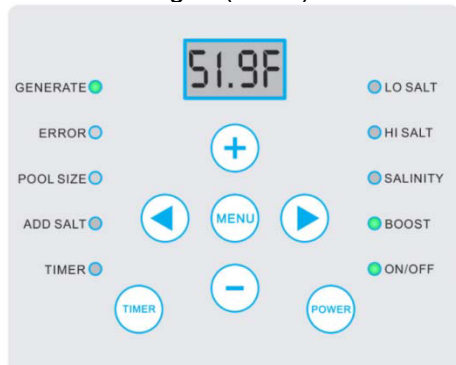 51.9F
GENERATE
LO SALT
ERROR
HI SALT
+
POOL SIZE
SALINITY
ADD SALT
MENU
BOOST
TIMER
ON/OFF
−
TIMER
POWER